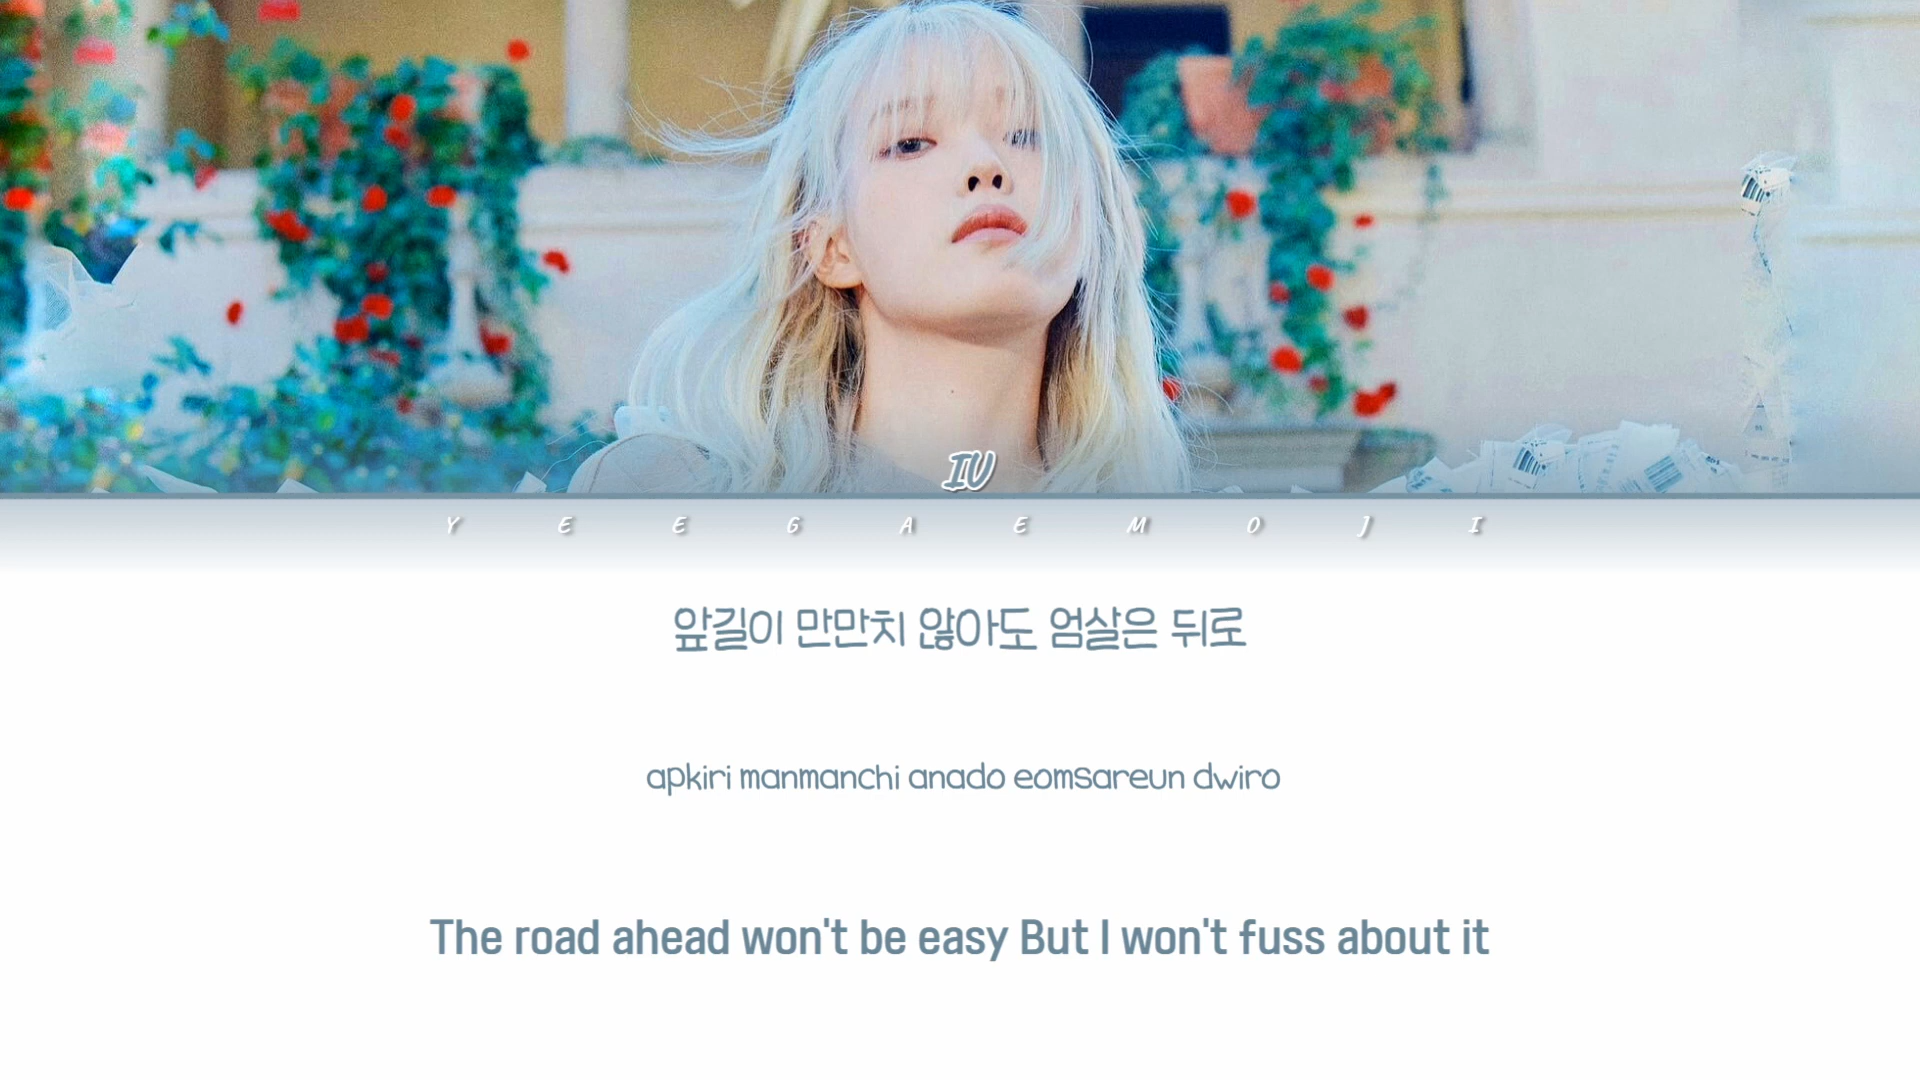 IU
Y E E G A E M O J I
앞길이 만만치 않아도 엄살은 뒤로
apkiri manmanchi anado eomsareun dwiro
The road ahead won't be easy But I won't fuss about it